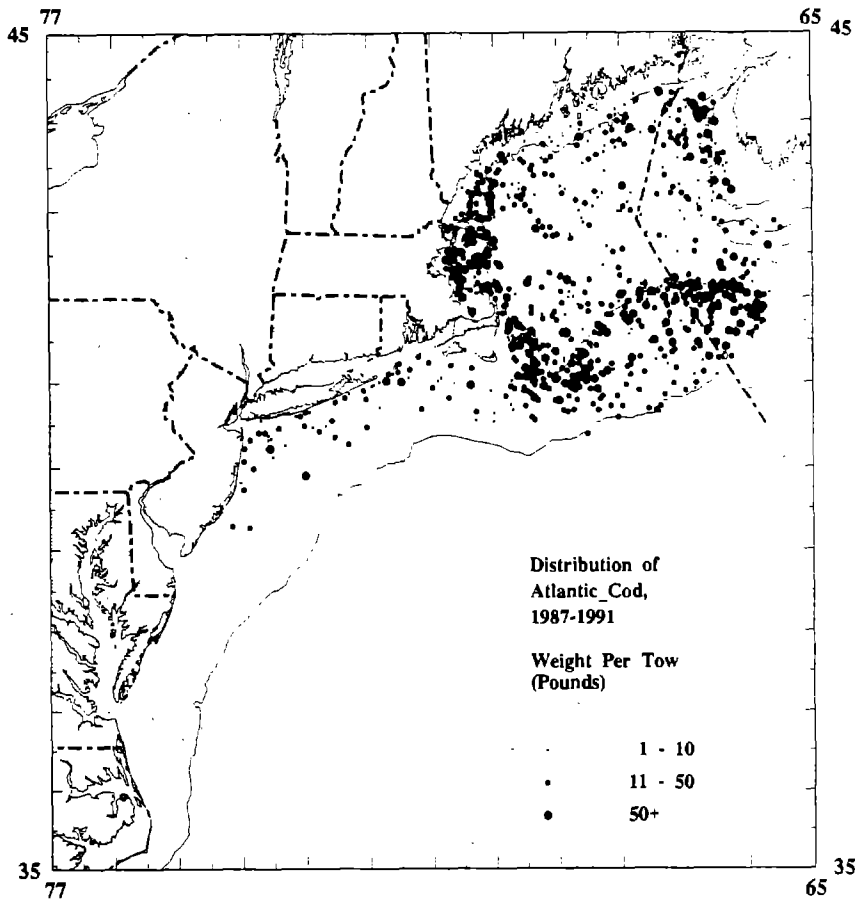 77
65
45
45
Distribution of
Atlantic_Cod,
1987-1991
Weight Per Tow
(Pounds)
1 - 10
11 - 50
50+
35
35
77
65